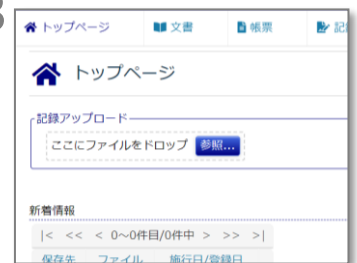 トップページ 文書 帳票
トップページ
記録アップロード
ここにファイルをドロップ 参照...
新着情報
|< << < 0～0件目/0件中 > >> >|
保存先 ファイル 施行日/登録日